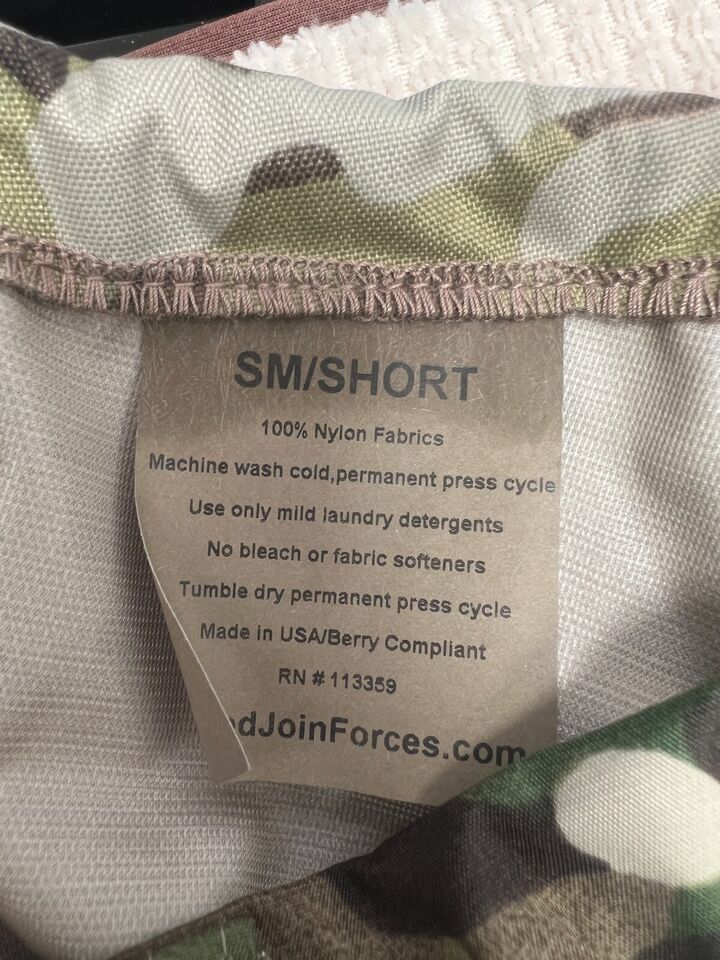 SM/SHORT
100% Nylon Fabrics
Machine wash cold,permanent press cycle
Use only mild laundry detergents
No bleach or fabric softeners
Tumble dry permanent press cycle
Made in USA/Berry Compliant
RN # 113359
dJoinForces.com